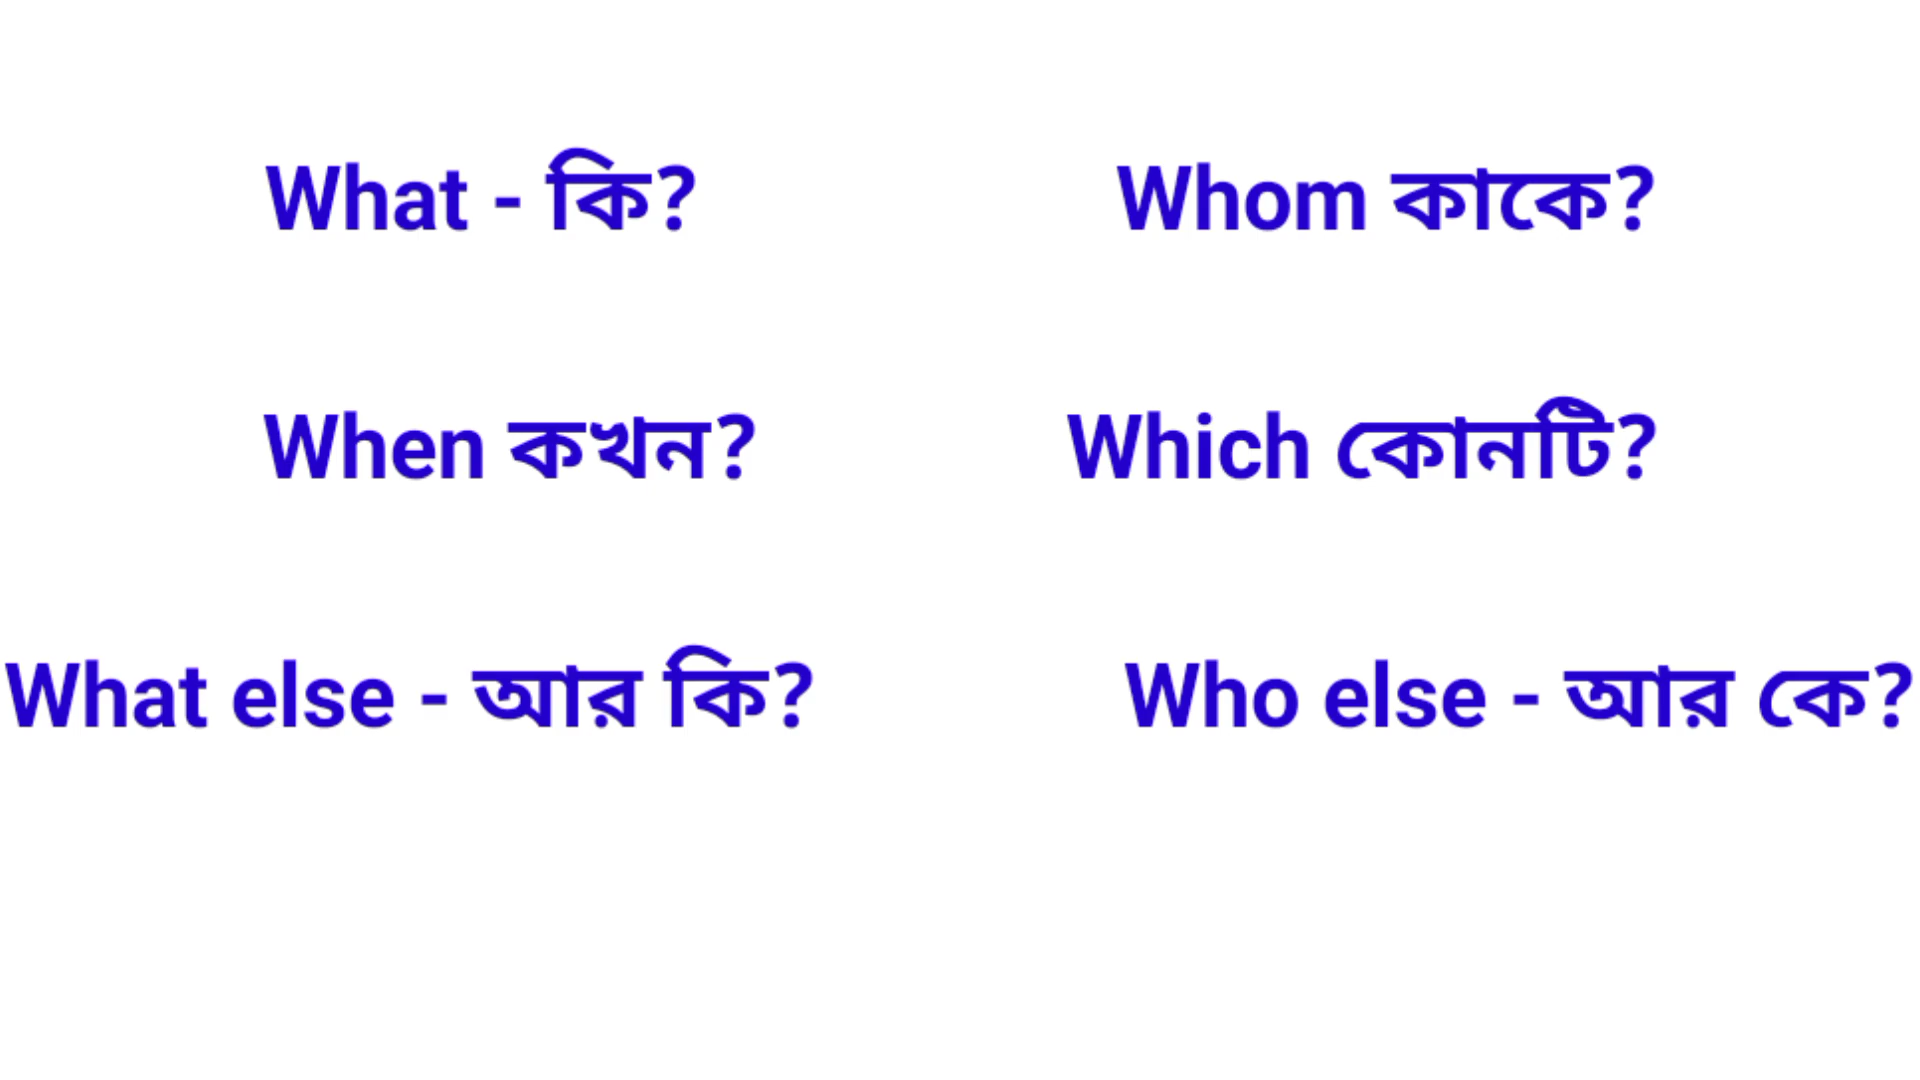 What - কি?
Whom কাকে?
When কখন?
Which কোনটি?
What else - আর কি?
Who else - আর কে?